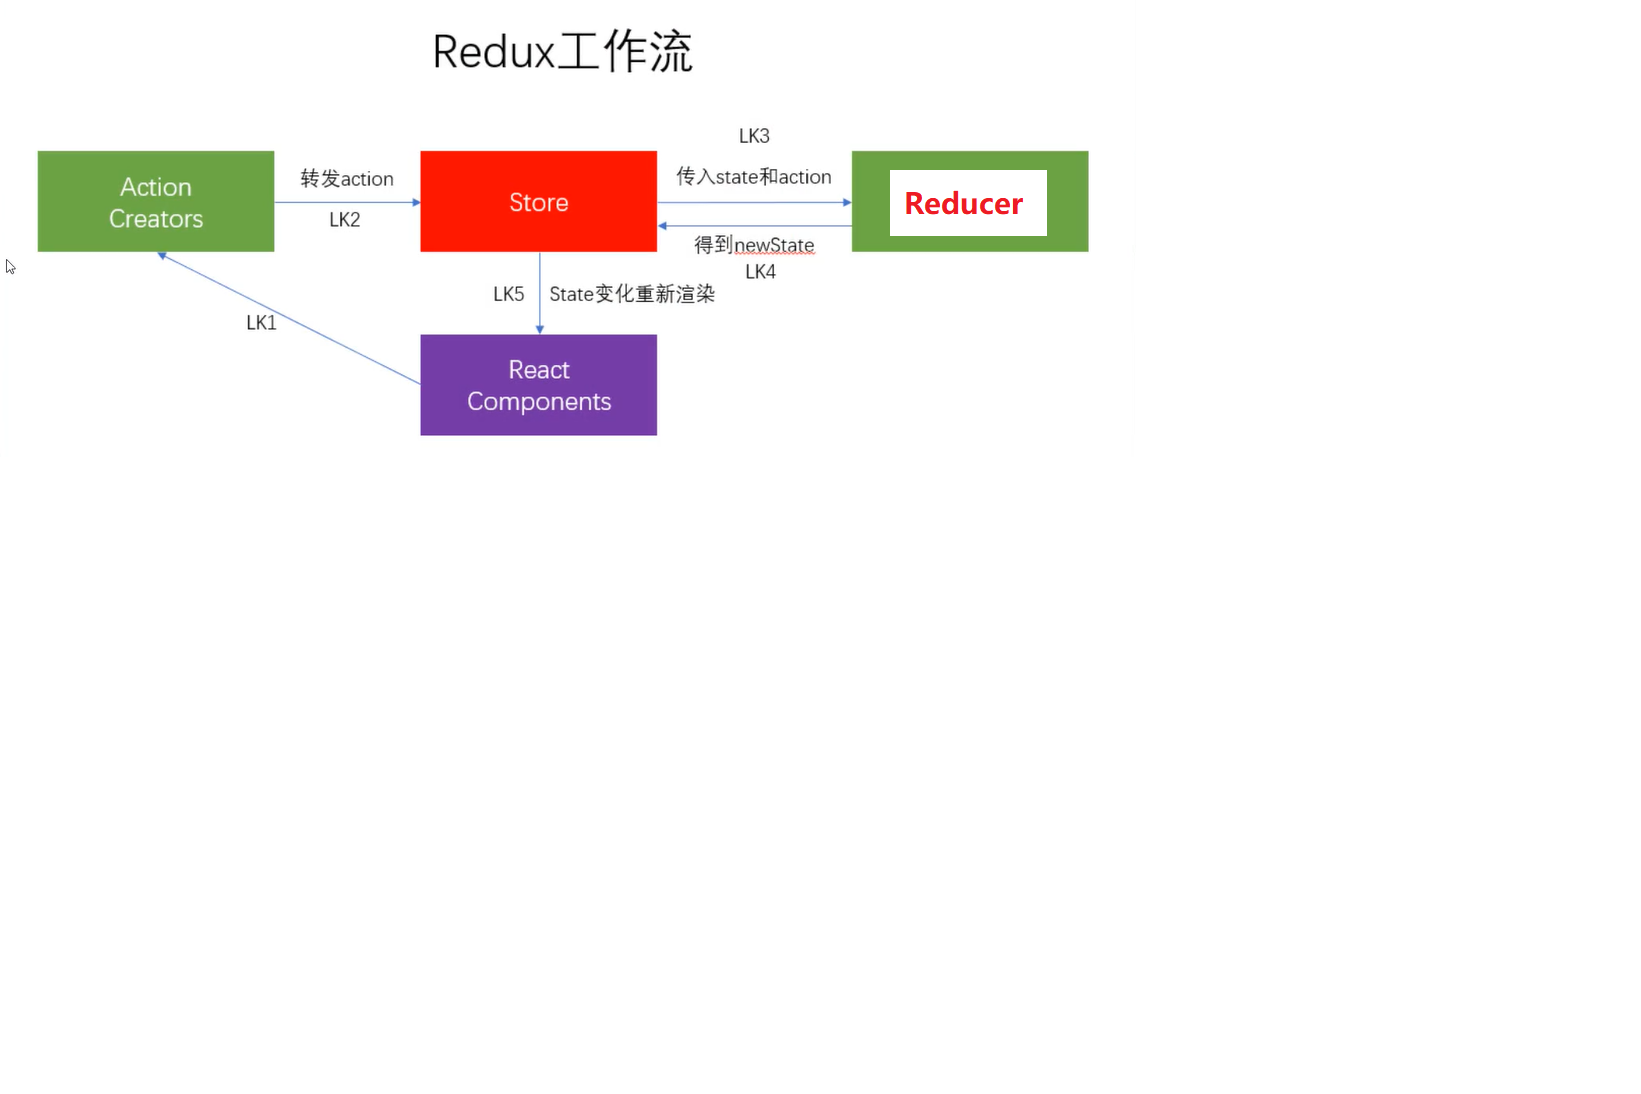 Redux工作流
LK3
Action
Creators
转发action
LK2
Store
传入state和action
Reducer
得到newState
LK4
LK5
State变化重新渲染
LK1
React
Components